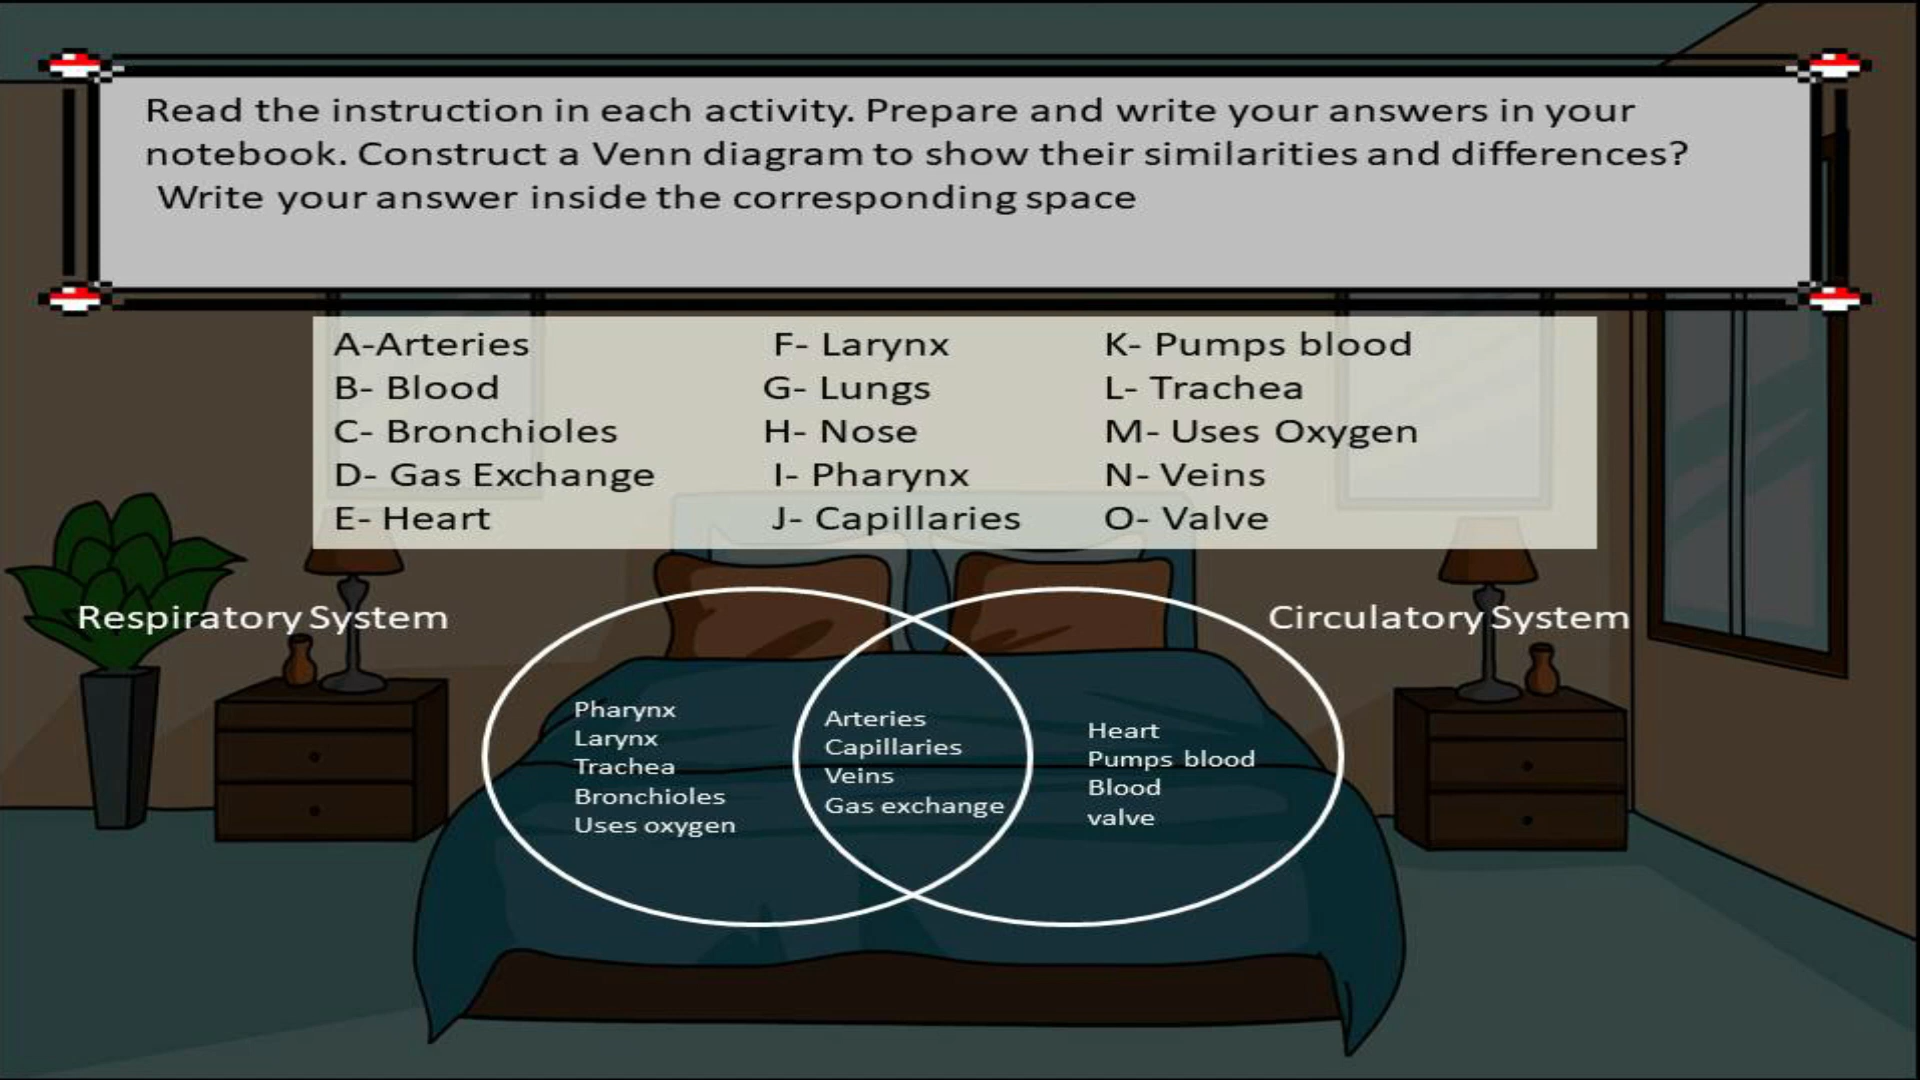 Read the instruction in each activity. Prepare and write your answers in your
notebook. Construct a Venn diagram to show their similarities and differences?
Write your answer inside the corresponding space
A-Arteries
B- Blood
C- Bronchioles
D- Gas Exchange
E- Heart
F- Larynx
G- Lungs
H- Nose
I- Pharynx
J- Capillaries
K- Pumps blood
L- Trachea
M- Uses Oxygen
N- Veins
O- Valve
Respiratory System
Circulatory System
Pharynx
Larynx
Trachea
Bronchioles
Uses oxygen
Arteries
Capillaries
Veins
Gas exchange
Heart
Pumps blood
Blood
valve